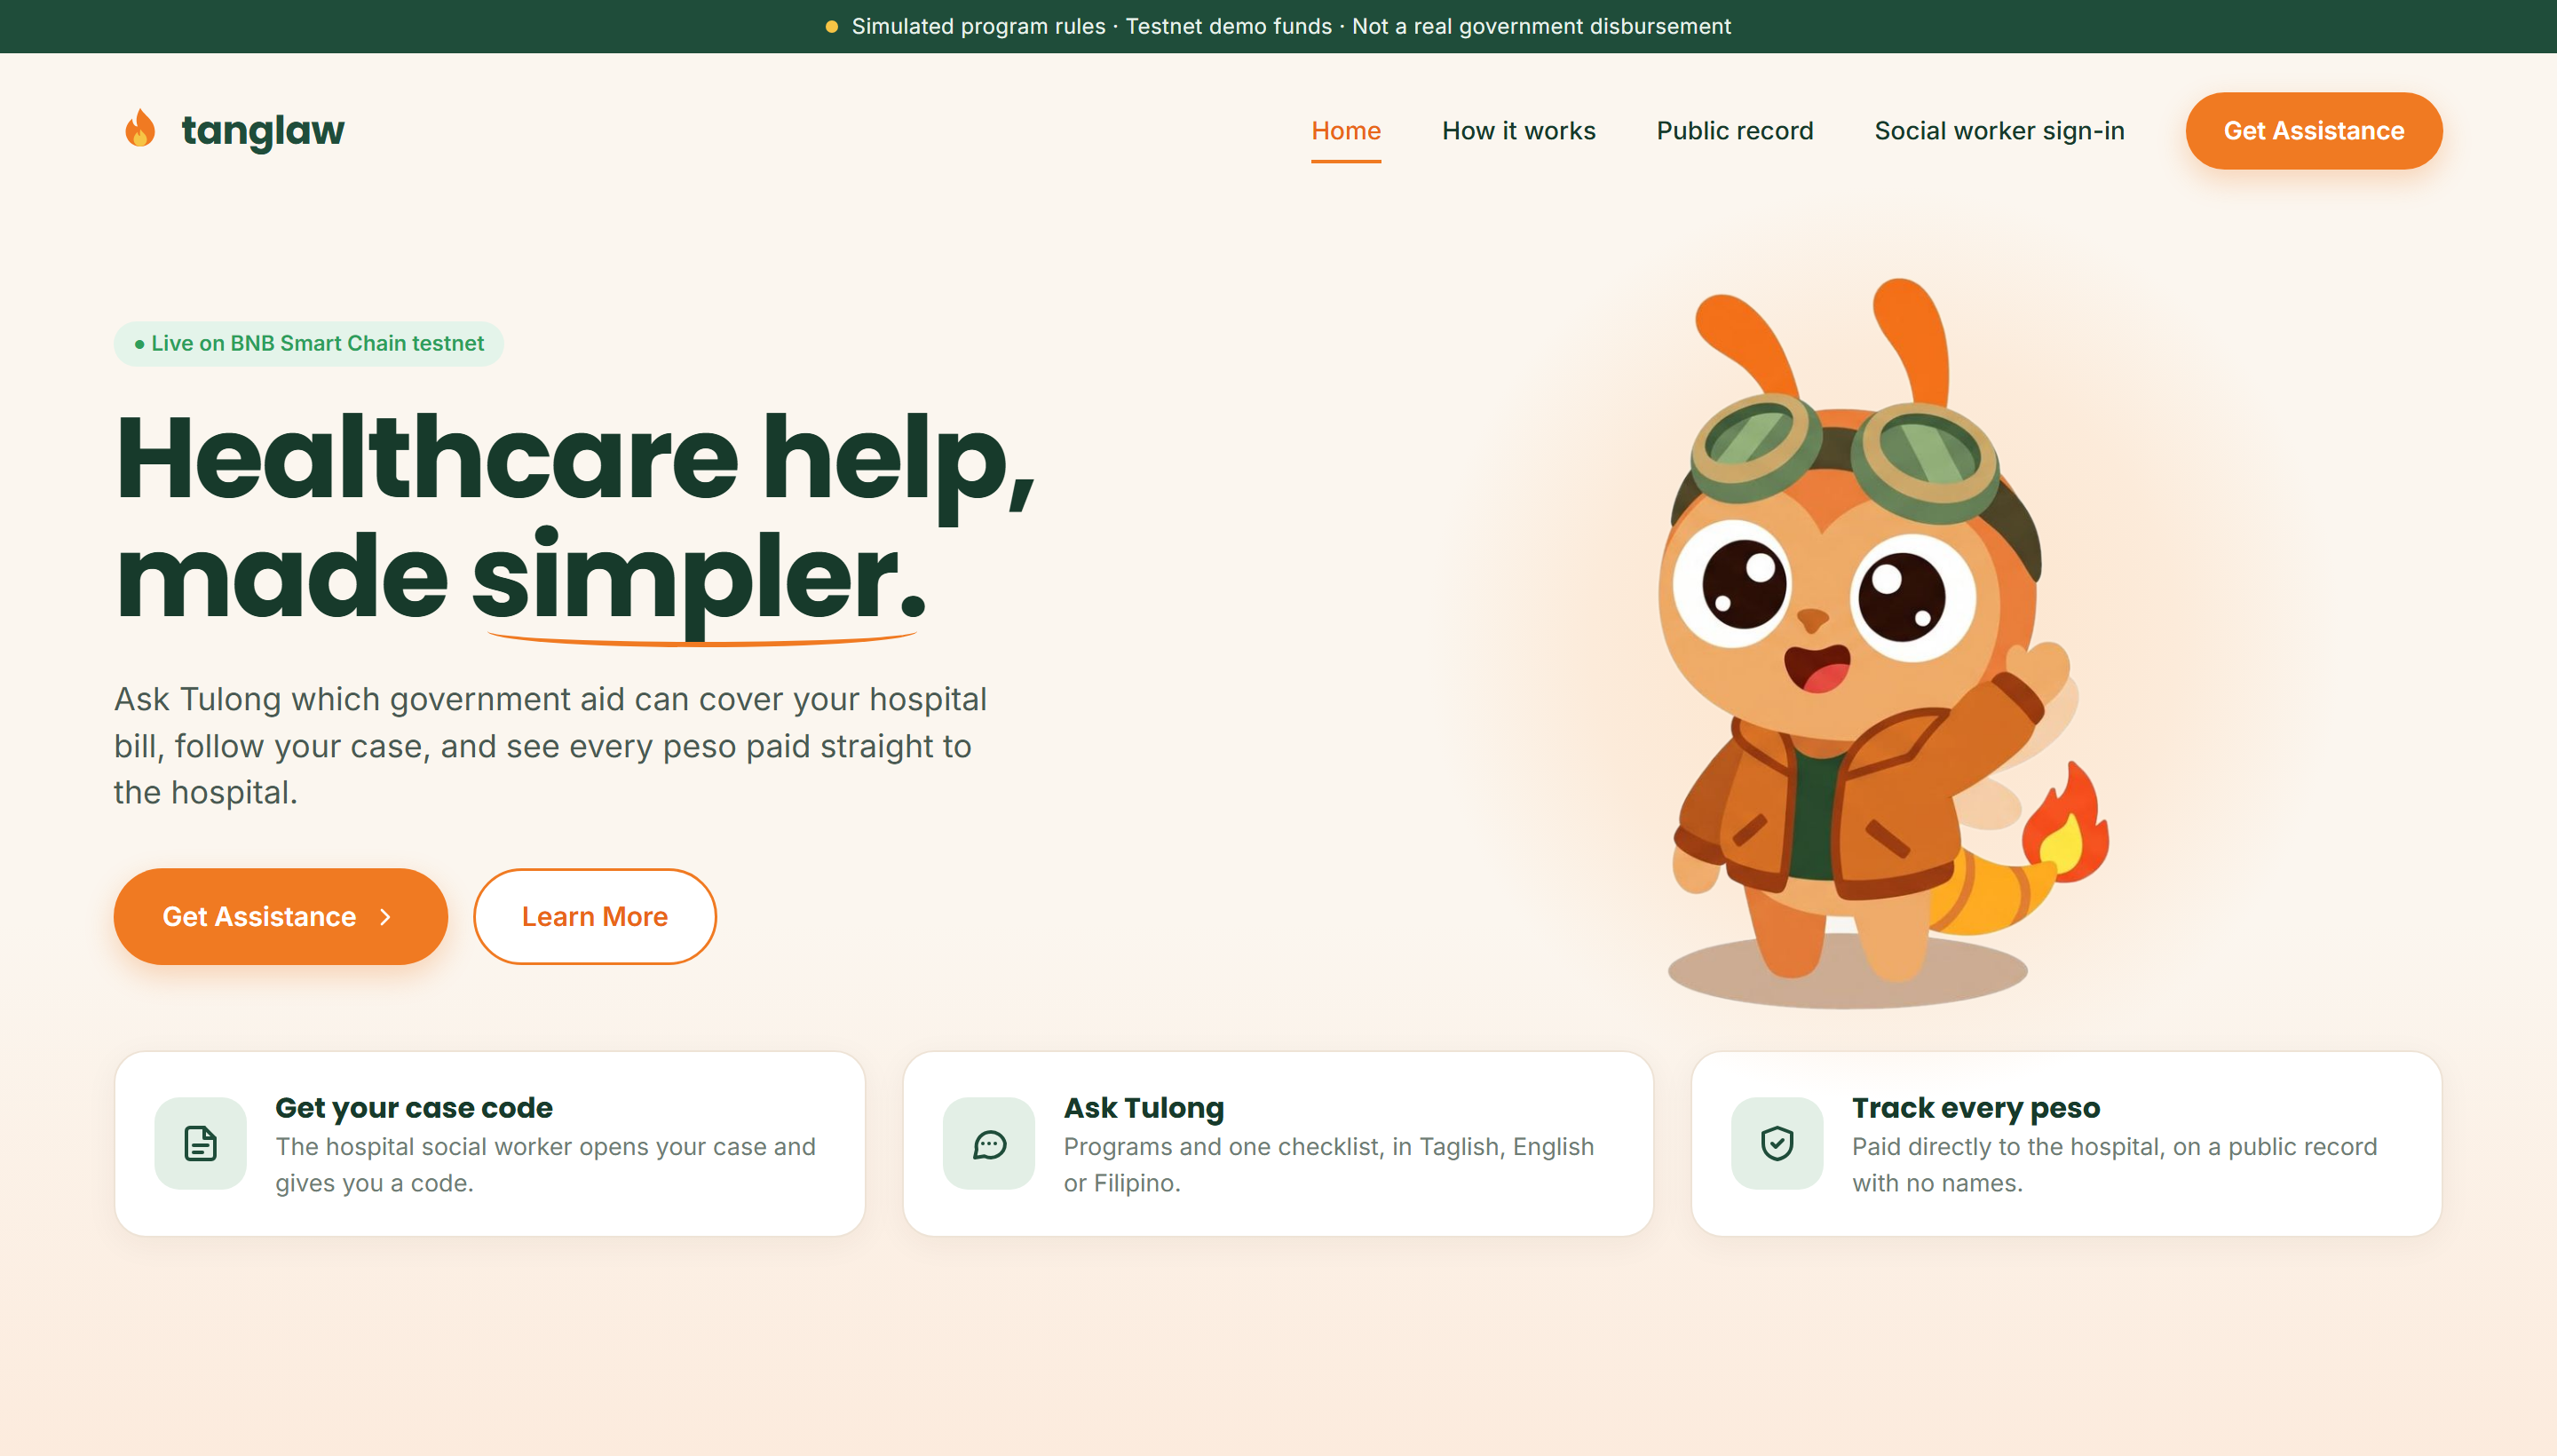 Simulated program rules · Testnet demo funds · Not a real government disbursement
tanglaw
Home
How it works
Public record
Social worker sign-in
Get Assistance
Live on BNB Smart Chain testnet
Healthcare help,
made simpler.
Ask Tulong which government aid can cover your hospital
bill, follow your case, and see every peso paid straight to
the hospital.
Get Assistance
Learn More
Get your case code
The hospital social worker opens your case and
gives you a code.
Ask Tulong
Programs and one checklist, in Taglish, English
or Filipino.
Track every peso
Paid directly to the hospital, on a public record
with no names.